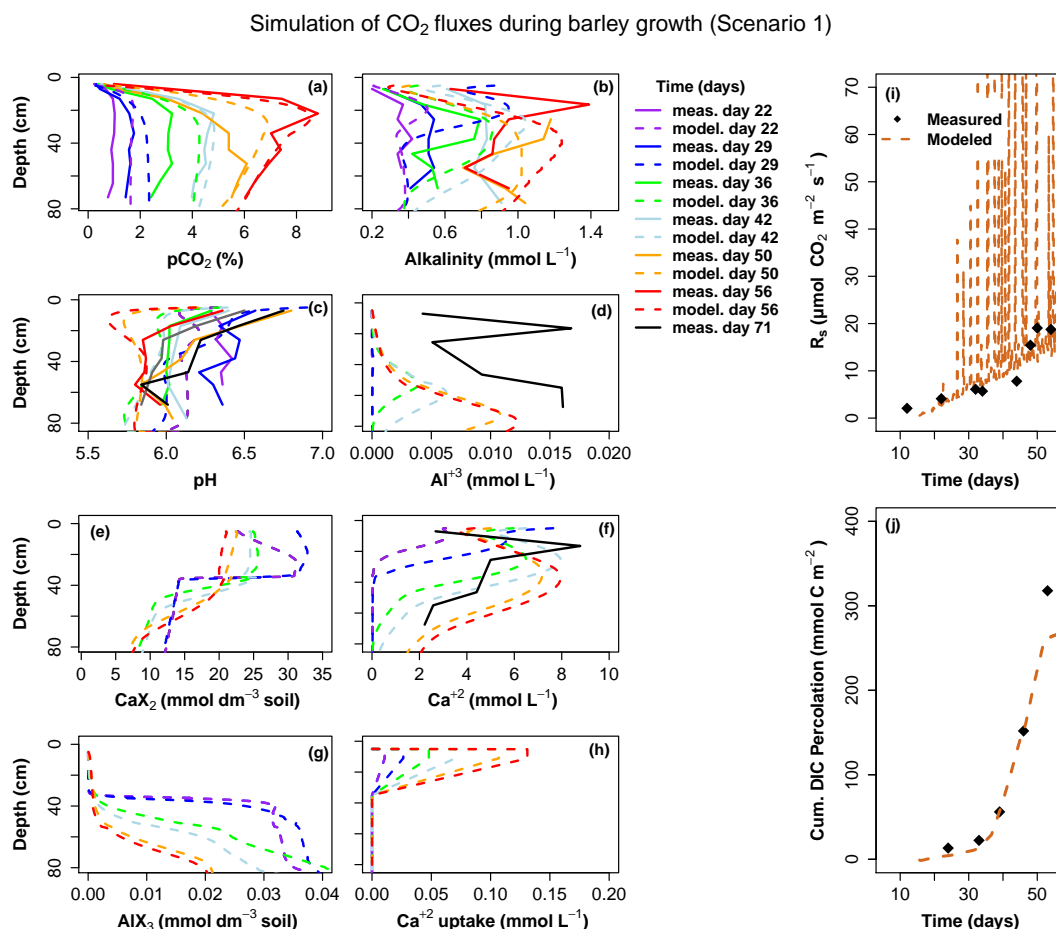 Simulation of CO₂ fluxes during barley growth (Scenario 1)
Depth (cm)
0
40
80
(a)
0 2 4 6 8 10
pCO₂ (%)
(b)
0.2 0.6 1.0 1.4
Alkalinity (mmol L⁻¹)
Time (days)
meas. day 22
model. day 22
meas. day 29
model. day 29
meas. day 36
model. day 36
meas. day 42
model. day 42
meas. day 50
model. day 50
meas. day 56
model. day 56
meas. day 71
Rₛ (µmol CO₂ m⁻² s⁻¹)
0 10 20 30 40 50 60 70
(i)
Measured
Modeled
10 30 50
Time (days)
Depth (cm)
0
40
80
(c)
5.5 6.0 6.5 7.0
pH
(d)
0.000 0.005 0.010 0.015 0.020
Al⁺³ (mmol L⁻¹)
Depth (cm)
0
40
80
(e)
0 5 10 15 20 25 30 35
CaX₂ (mmol dm⁻³ soil)
(f)
0 2 4 6 8 10
Ca⁺² (mmol L⁻¹)
Cum. DIC Percolation (mmol C m⁻²)
0 100 200 300 400
(j)
10 30 50
Time (days)
Depth (cm)
0
40
80
(g)
0.00 0.01 0.02 0.03 0.04
AlX₃ (mmol dm⁻³ soil)
(h)
0.00 0.05 0.10 0.15 0.20
Ca⁺² uptake (mmol L⁻¹)